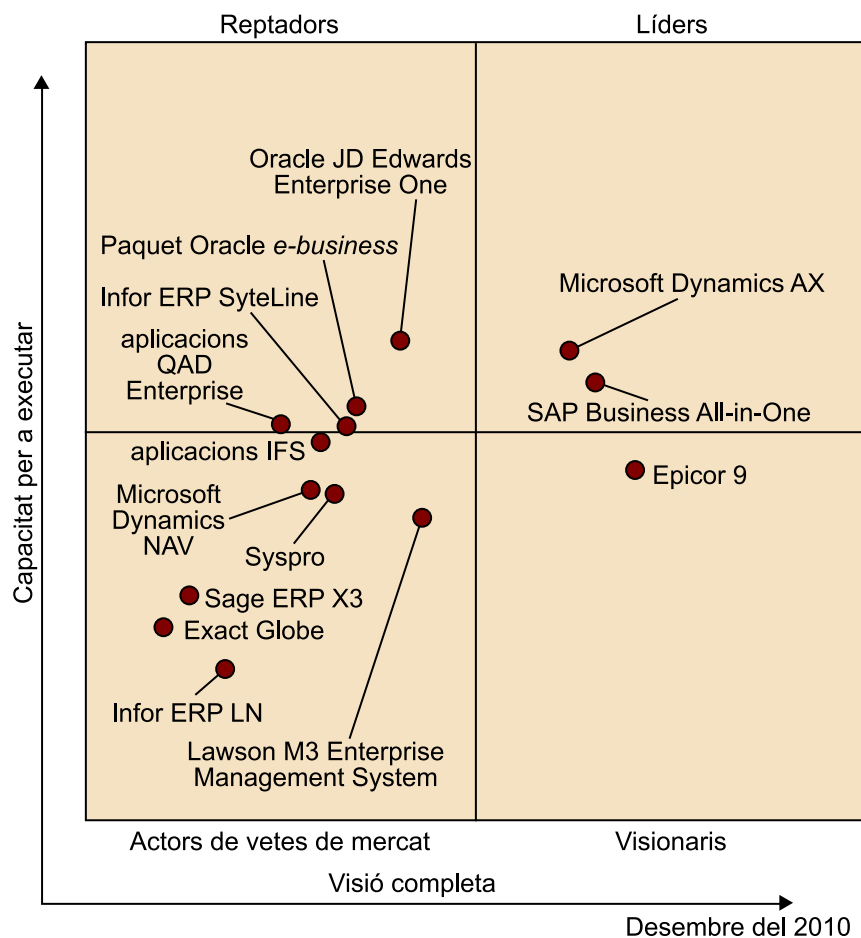 Reptadors
Líders
Oracle JD Edwards
Enterprise One
Paquet Oracle e-business
Infor ERP SyteLine
aplicacions
QAD
Enterprise
Microsoft Dynamics AX
SAP Business All-in-One
aplicacions IFS
Epicor 9
Microsoft
Dynamics
NAV
Syspro
Sage ERP X3
Exact Globe
Infor ERP LN
Lawson M3 Enterprise
Management System
Capacitat per a executar
Actors de vetes de mercat
Visionaris
Visió completa
Desembre del 2010